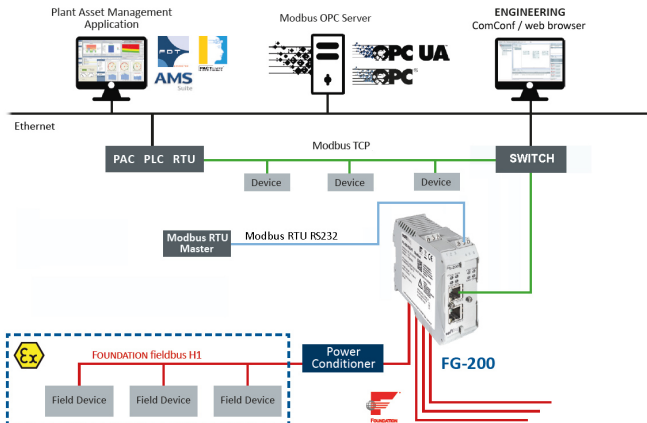 Plant Asset Management
Application
FDT
PACTware
AMS
Suite
Modbus OPC Server
OPC UA
OPC
ENGINEERING
ComConf / web browser
Ethernet
PAC PLC RTU
Modbus TCP
SWITCH
Device
Device
Device
Modbus RTU
Master
Modbus RTU RS232
Ex
FOUNDATION fieldbus H1
Power
Conditioner
FG-200
Field Device
Field Device
Field Device
FOUNDATION